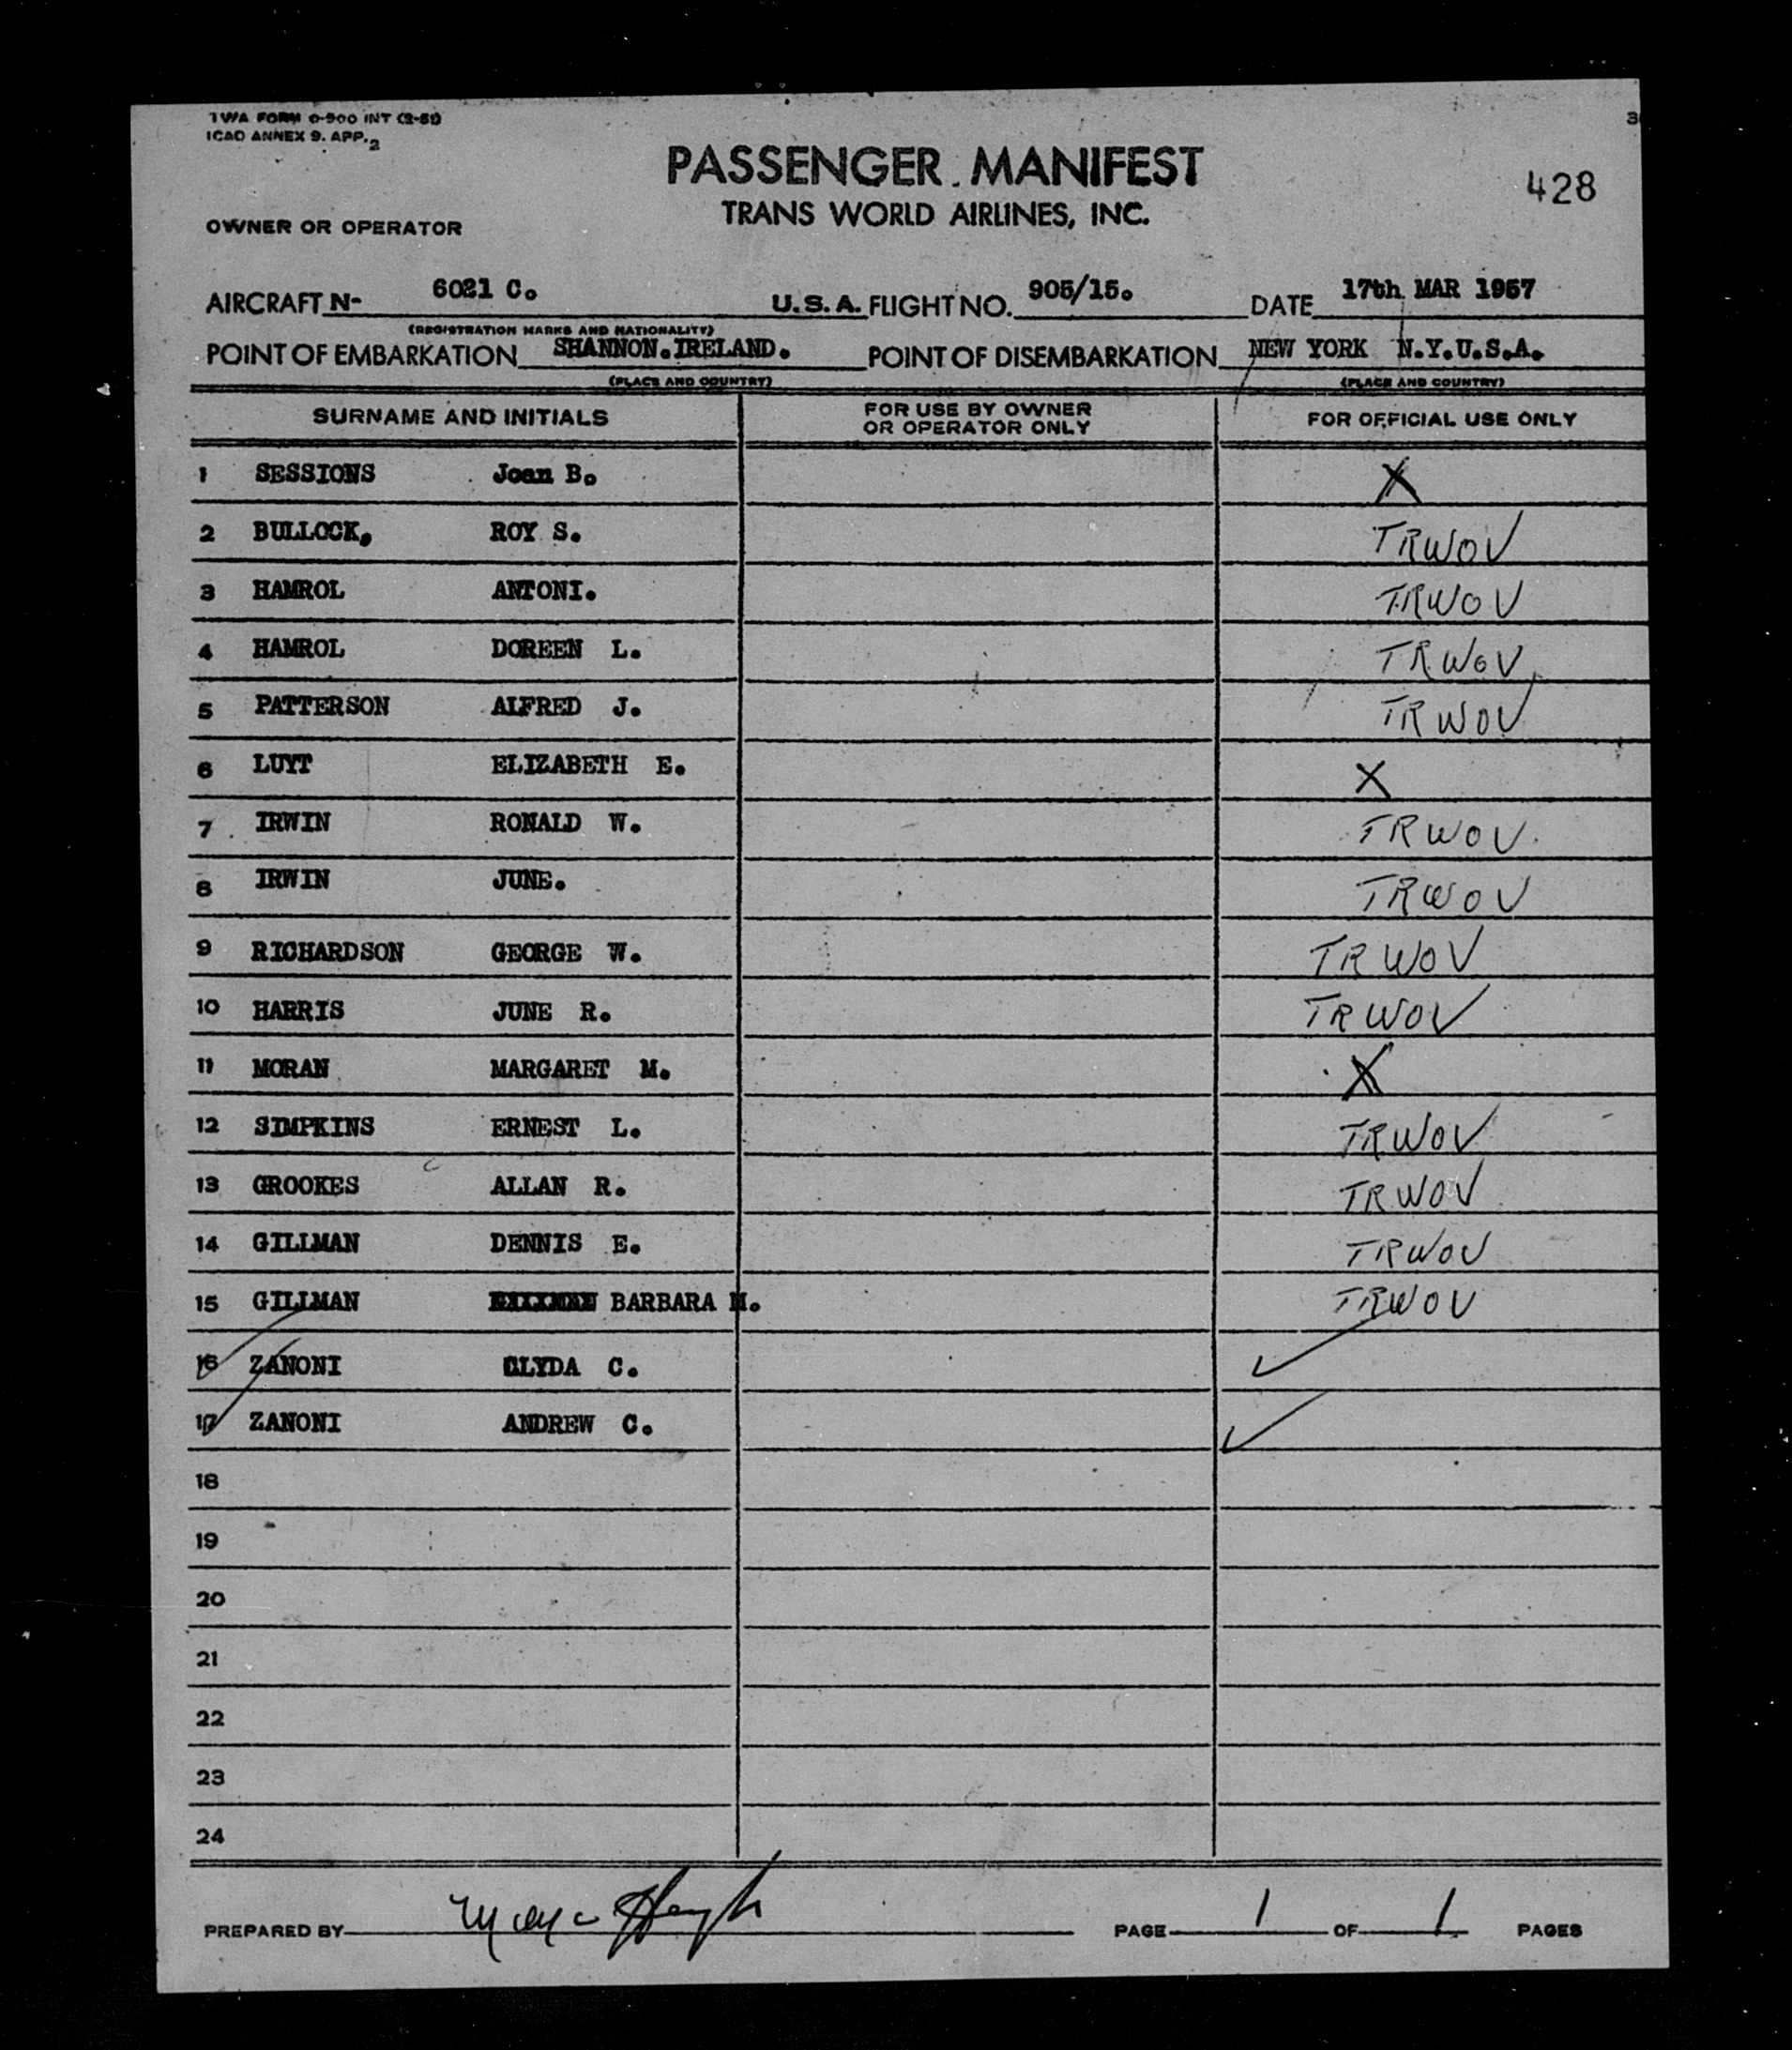 TWA FORM O-900 INT (2-51)
ICAO ANNEX 9. APP. 2
PASSENGER MANIFEST
428
TRANS WORLD AIRLINES, INC.
OWNER OR OPERATOR
AIRCRAFT N- 6021 C. U.S.A. FLIGHT NO. 905/15. DATE 17th MAR 1957
(REGISTRATION MARKS AND NATIONALITY)
POINT OF EMBARKATION SHANNON.IRELAND. POINT OF DISEMBARKATION NEW YORK N.Y.U.S.A.
(PLACE AND COUNTRY) (PLACE AND COUNTRY)
SURNAME AND INITIALS FOR USE BY OWNER OR OPERATOR ONLY FOR OFFICIAL USE ONLY
1 SESSIONS Joan B. X
2 BULLOCK, ROY S. TRWOV
3 HAMROL ANTONI. TRWOV
4 HAMROL DOREEN L. TRWOV
5 PATTERSON ALFRED J. TRWOV
6 LUYT ELIZABETH E. X
7 IRWIN RONALD W. TRWOV
8 IRWIN JUNE. TRWOV
9 RICHARDSON GEORGE W. TRWOV
10 HARRIS JUNE R. TRWOV
11 MORAN MARGARET M. X
12 SIMPKINS ERNEST L. TRWOV
13 GROOKES ALLAN R. TRWOV
14 GILLMAN DENNIS E. TRWOV
15 GILLMAN BARBARA M. TRWOV
16 ZANONI CLYDA C. ✓
17 ZANONI ANDREW C. ✓
18
19
20
21
22
23
24
PREPARED BY PAGE 1 OF 1 PAGES